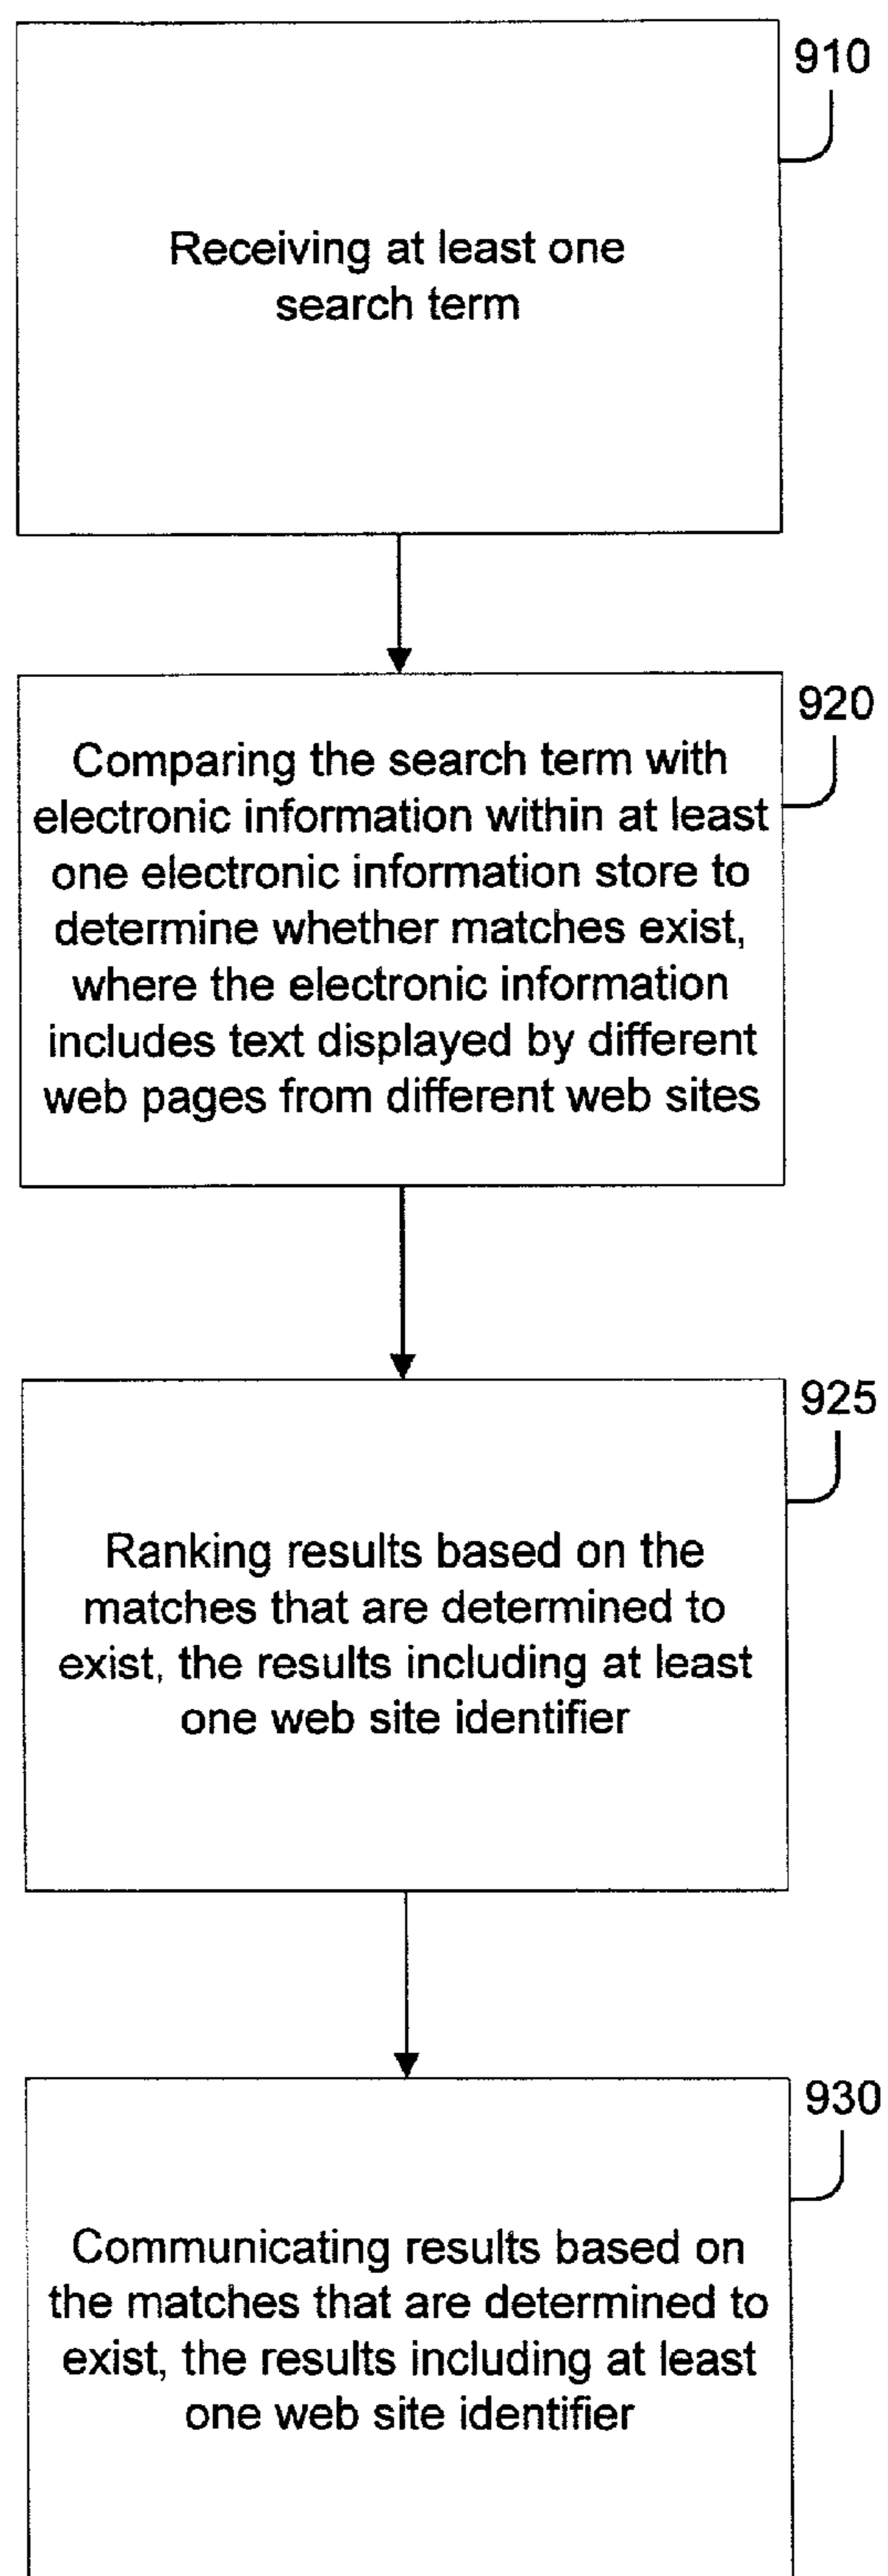 910
Receiving at least one
search term
920
Comparing the search term with
electronic information within at least
one electronic information store to
determine whether matches exist,
where the electronic information
includes text displayed by different
web pages from different web sites
925
Ranking results based on the
matches that are determined to
exist, the results including at least
one web site identifier
930
Communicating results based on
the matches that are determined to
exist, the results including at least
one web site identifier